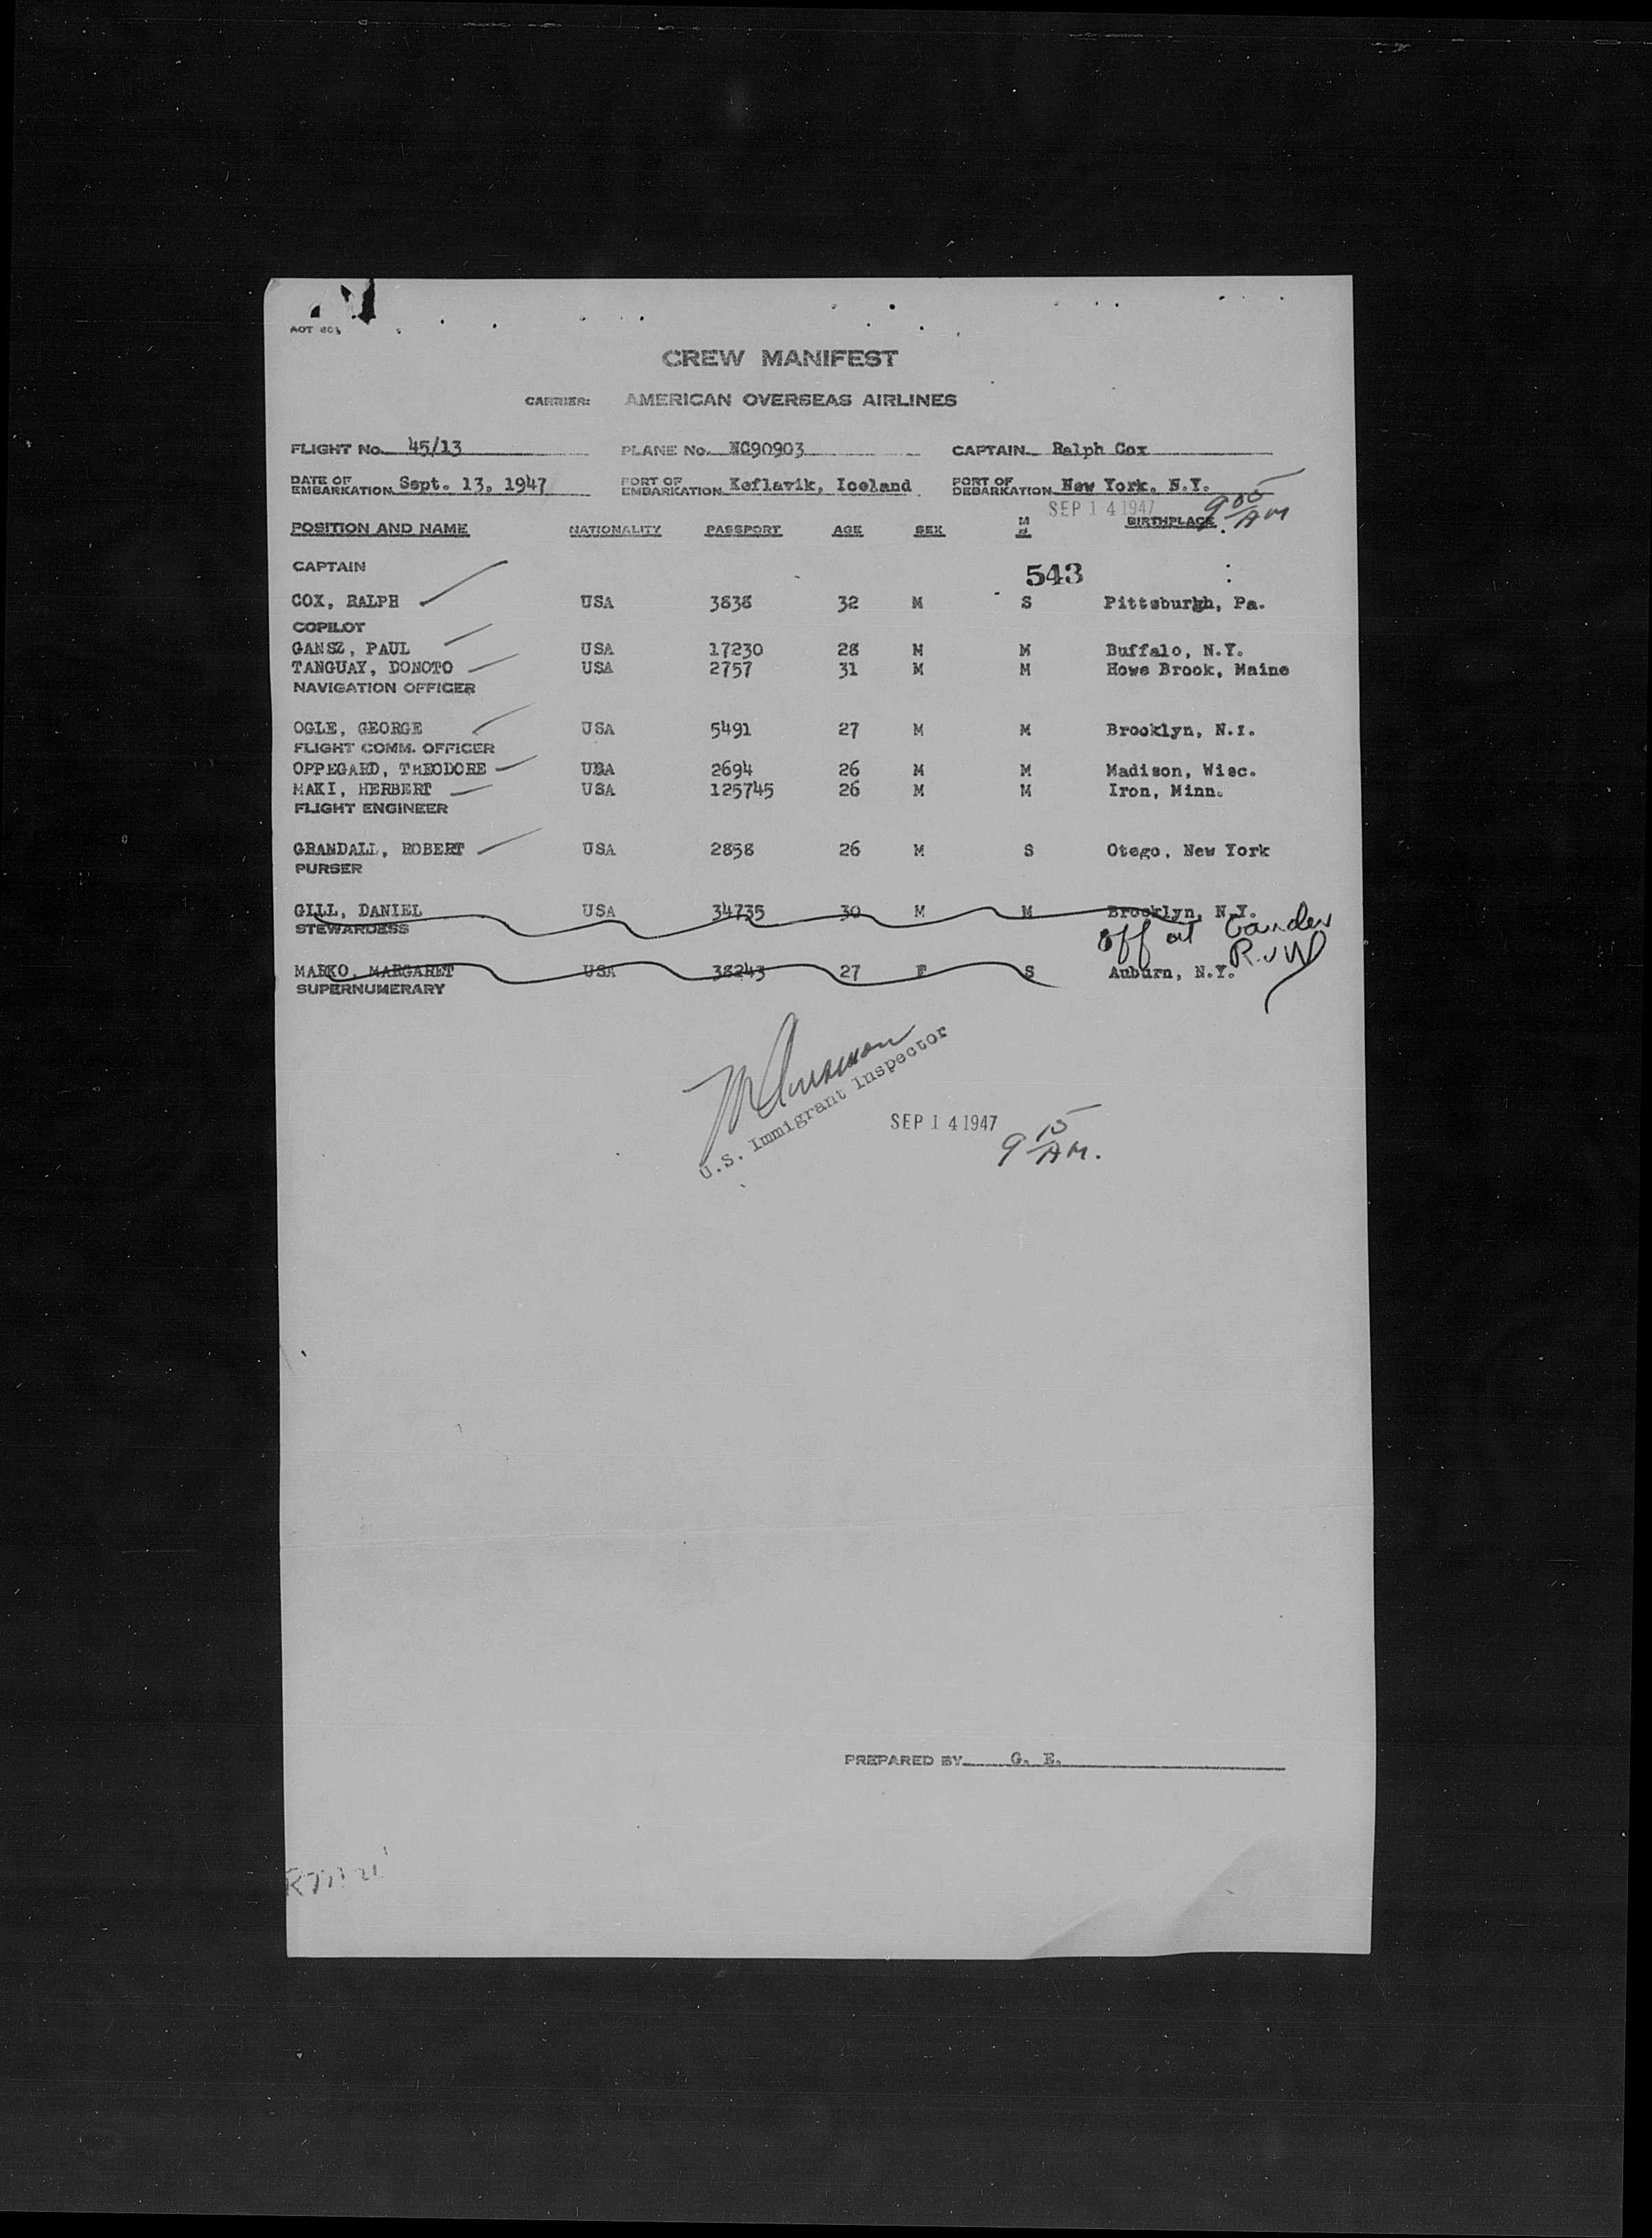 CREW MANIFEST
CARRIER: AMERICAN OVERSEAS AIRLINES
FLIGHT No. 45/13 PLANE No. NC90903 CAPTAIN Ralph Cox
DATE OF EMBARKATION Sept. 13, 1947 PORT OF EMBARKATION Keflavik, Iceland PORT OF DEBARKATION New York, N.Y.
SEP 14 1947 9 05 AM
POSITION AND NAME NATIONALITY PASSPORT AGE SEX M S BIRTHPLACE
CAPTAIN
543
COX, RALPH USA 3838 32 M S Pittsburgh, Pa.
COPILOT
GANSZ, PAUL USA 17230 28 M M Buffalo, N.Y.
TANGUAY, DONOTO USA 2757 31 M M Howe Brook, Maine
NAVIGATION OFFICER
OGLE, GEORGE USA 5491 27 M M Brooklyn, N.Y.
FLIGHT COMM. OFFICER
OPPEGARD, THEODORE USA 2694 26 M M Madison, Wisc.
MAKI, HERBERT USA 125745 26 M M Iron, Minn.
FLIGHT ENGINEER
GRANDALL, ROBERT USA 2858 26 M S Otego, New York
PURSER
GILL, DANIEL USA 34735 30 M M Brooklyn, N.Y.
STEWARDESS
off at Gander
R.J.W
MARKO, MARGARET USA 38243 27 F S Auburn, N.Y.
SUPERNUMERARY
U.S. Immigrant Inspector
SEP 14 1947
9 15 AM.
PREPARED BY G. E.